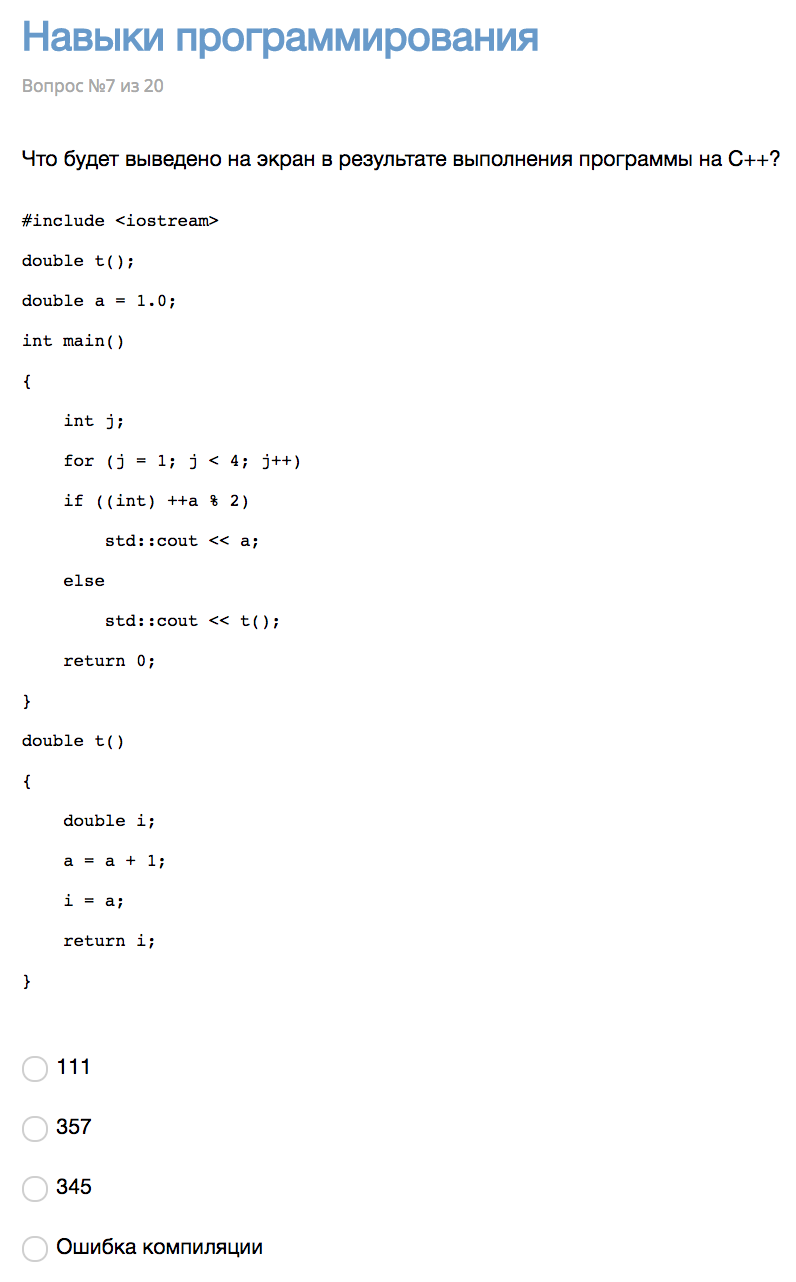 Навыки программирования
Вопрос №7 из 20
Что будет выведено на экран в результате выполнения программы на C++?
#include <iostream>
double t();
double a = 1.0;
int main()
{
    int j;
    for (j = 1; j < 4; j++)
    if ((int) ++a % 2)
        std::cout << a;
    else
        std::cout << t();
    return 0;
}
double t()
{
    double i;
    a = a + 1;
    i = a;
    return i;
}
111
357
345
Ошибка компиляции